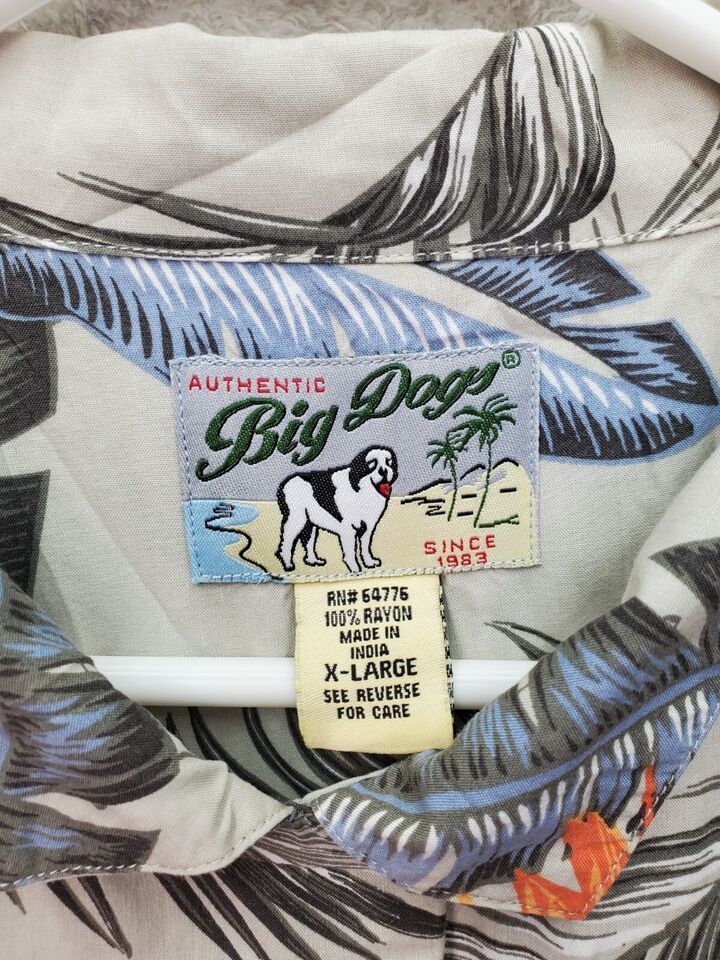 AUTHENTIC
Big Dogs®
SINCE
1983
RN# 64776
100% RAYON
MADE IN
INDIA
X-LARGE
SEE REVERSE
FOR CARE